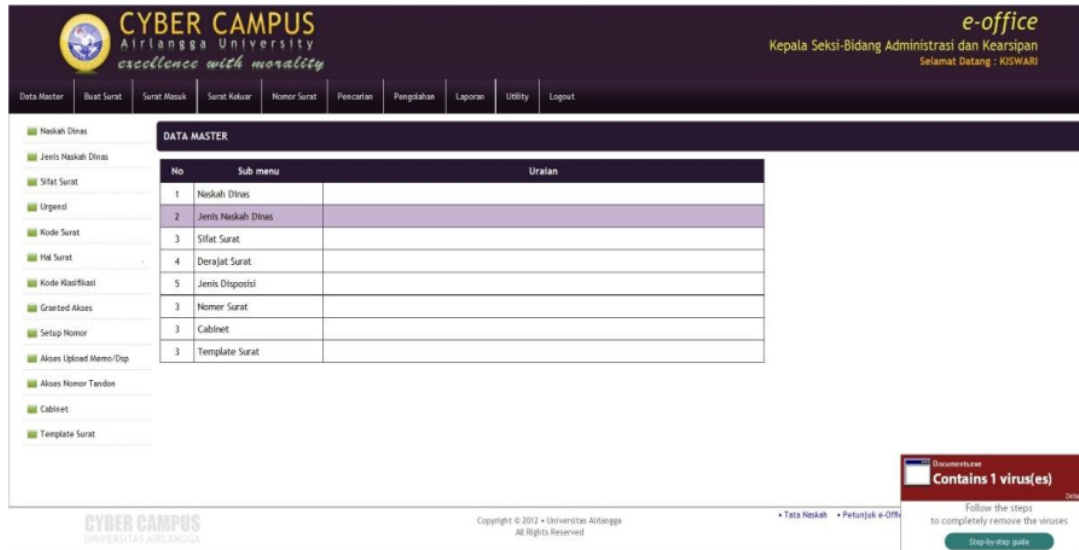 CYBER CAMPUS
Airlangga University
excellence with morality
e-office
Kepala Seksi-Bidang Administrasi dan Kearsipan
Selamat Datang : KISWARI
Data Master Buat Surat Surat Masuk Surat Keluar Nomor Surat Pencarian Pengolahan Laporan Utility Logout
Naskah Dinas
Jenis Naskah Dinas
Sifat Surat
Urgensi
Kode Surat
Hal Surat
Kode Klasifikasi
Granted Akses
Setup Nomor
Akses Upload Memo/Dsp
Akses Nomor Tandon
Cabinet
Template Surat
DATA MASTER
No Sub menu Uraian
1 Naskah Dinas
2 Jenis Naskah Dinas
3 Sifat Surat
4 Derajat Surat
5 Jenis Disposisi
3 Nomer Surat
3 Cabinet
3 Template Surat
Documents.exe
Contains 1 virus(es)
Follow the steps
to completely remove the viruses
Step-by-step guide
CYBER CAMPUS
UNIVERSITAS AIRLANGGA
Copyright © 2012 • Universitas Airlangga
All Rights Reserved
• Tata Naskah • Petunjuk